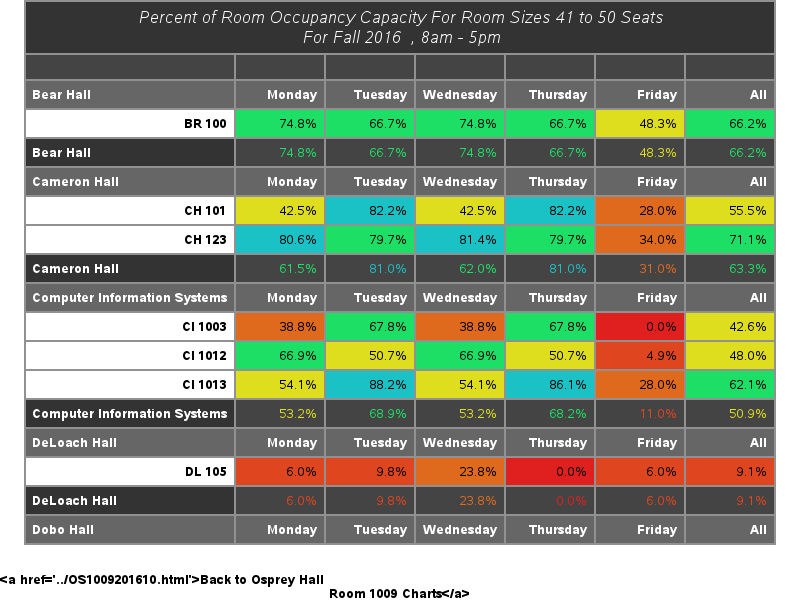 Percent of Room Occupancy Capacity For Room Sizes 41 to 50 Seats
For Fall 2016 , 8am - 5pm
Bear Hall Monday Tuesday Wednesday Thursday Friday All
BR 100 74.8% 66.7% 74.8% 66.7% 48.3% 66.2%
Bear Hall 74.8% 66.7% 74.8% 66.7% 48.3% 66.2%
Cameron Hall Monday Tuesday Wednesday Thursday Friday All
CH 101 42.5% 82.2% 42.5% 82.2% 28.0% 55.5%
CH 123 80.6% 79.7% 81.4% 79.7% 34.0% 71.1%
Cameron Hall 61.5% 81.0% 62.0% 81.0% 31.0% 63.3%
Computer Information Systems Monday Tuesday Wednesday Thursday Friday All
CI 1003 38.8% 67.8% 38.8% 67.8% 0.0% 42.6%
CI 1012 66.9% 50.7% 66.9% 50.7% 4.9% 48.0%
CI 1013 54.1% 88.2% 54.1% 86.1% 28.0% 62.1%
Computer Information Systems 53.2% 68.9% 53.2% 68.2% 11.0% 50.9%
DeLoach Hall Monday Tuesday Wednesday Thursday Friday All
DL 105 6.0% 9.8% 23.8% 0.0% 6.0% 9.1%
DeLoach Hall 6.0% 9.8% 23.8% 0.0% 6.0% 9.1%
Dobo Hall Monday Tuesday Wednesday Thursday Friday All
<a href='../OS1009201610.html'>Back to Osprey Hall
Room 1009 Charts</a>